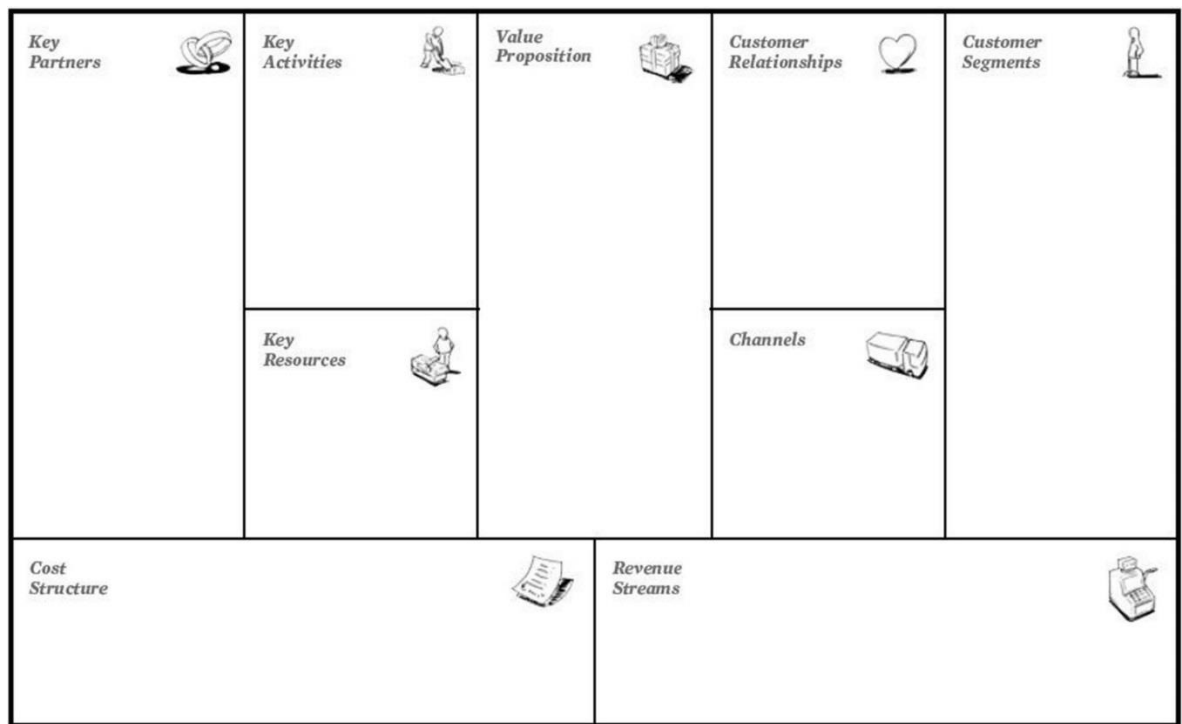 Key
Partners
Key
Activities
Value
Proposition
Customer
Relationships
Customer
Segments
Key
Resources
Channels
Cost
Structure
Revenue
Streams